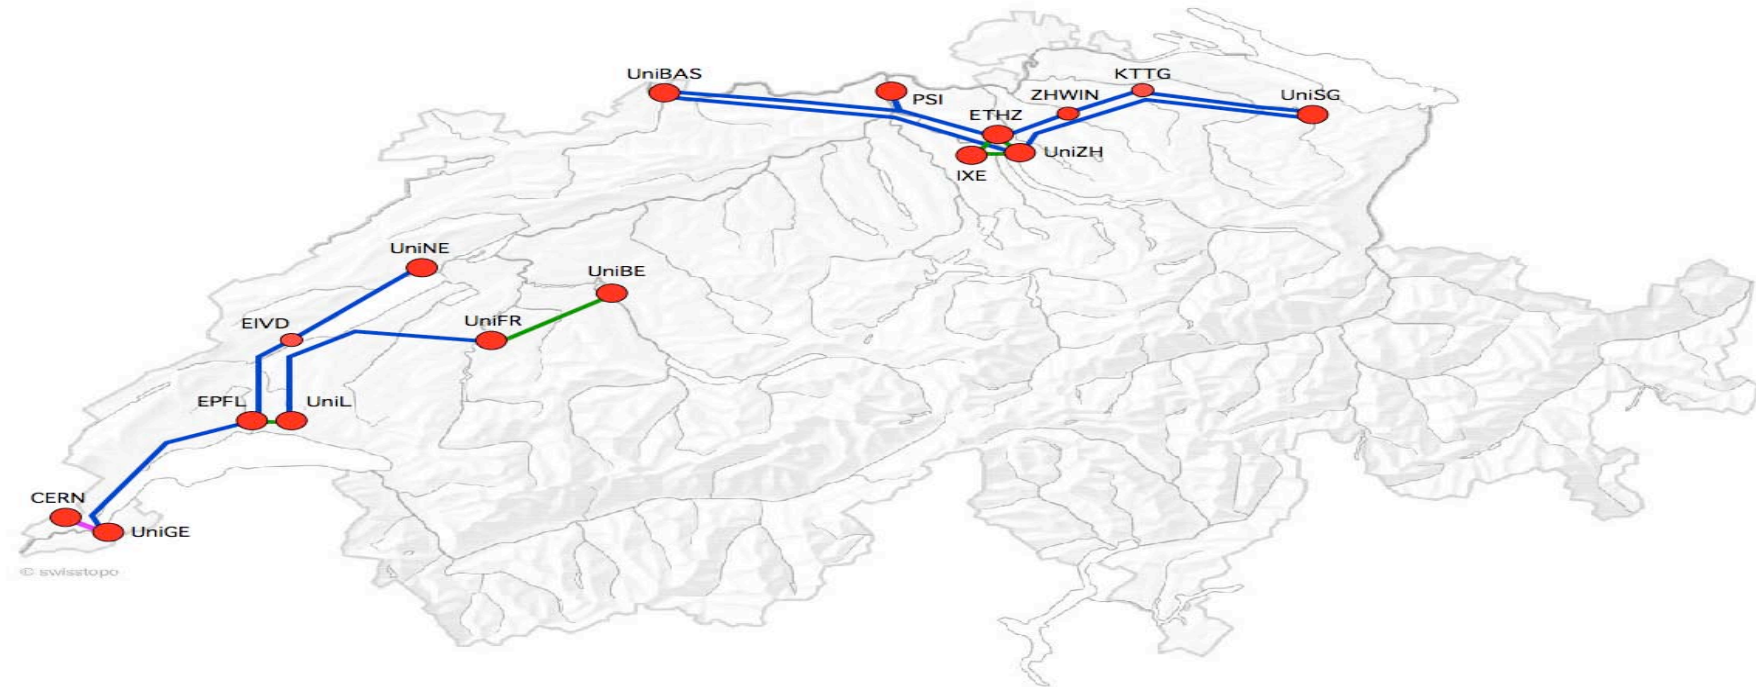 UniBAS
PSI
KTTG
ZHWIN
UniSG
ETHZ
UniZH
IXE
UniNE
UniBE
EIVD
UniFR
EPFL
UniL
CERN
UniGE
© swisstopo